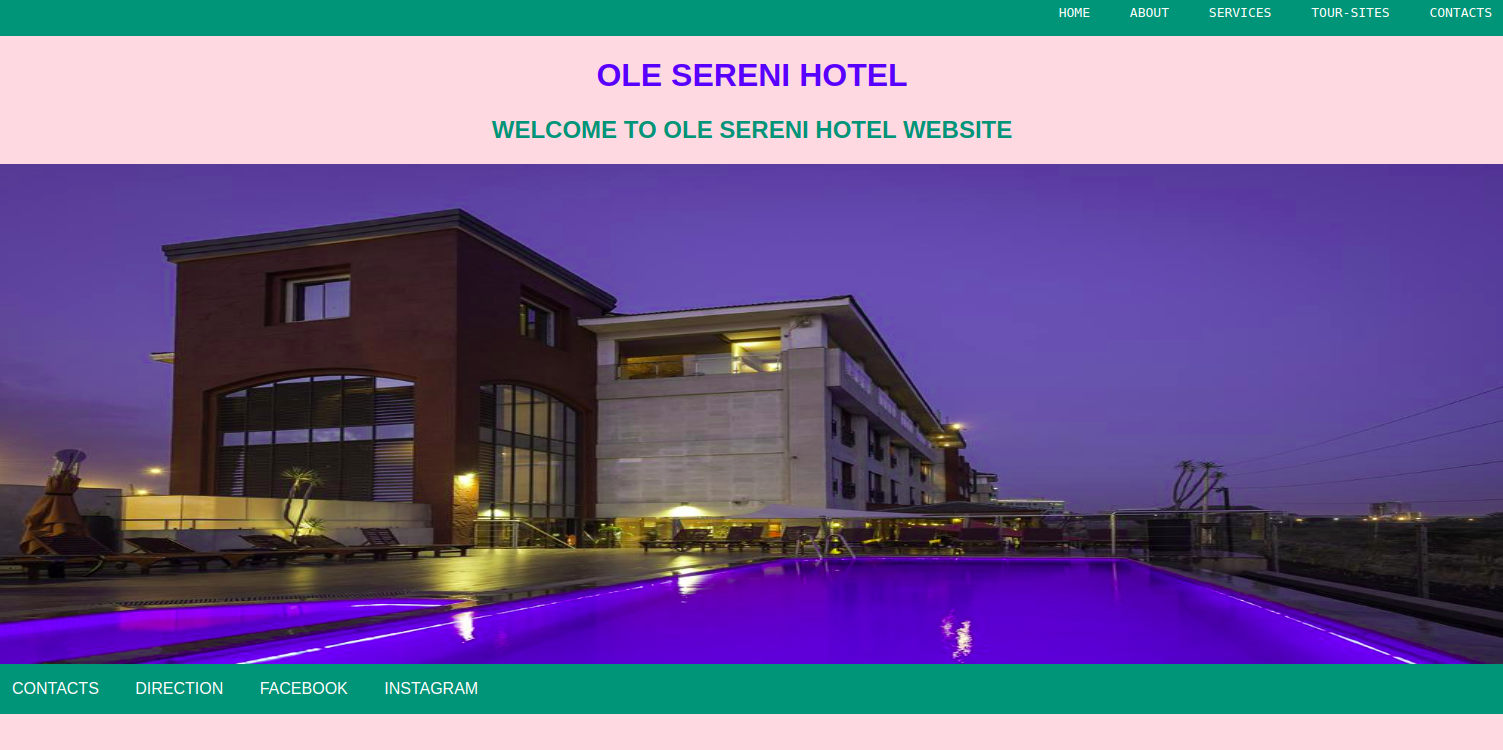 HOME ABOUT SERVICES TOUR-SITES CONTACTS
OLE SERENI HOTEL
WELCOME TO OLE SERENI HOTEL WEBSITE
CONTACTS DIRECTION FACEBOOK INSTAGRAM